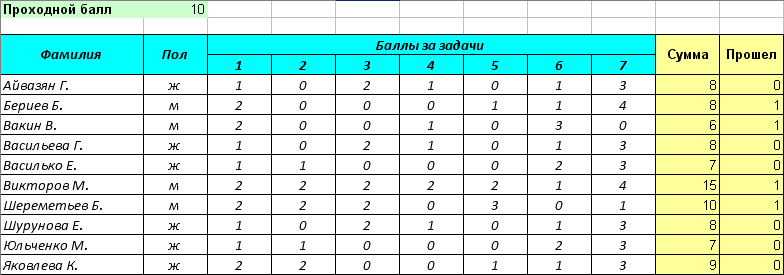 Проходной балл 10
Фамилия Пол Баллы за задачи Сумма Прошел
1 2 3 4 5 6 7
Айвазян Г. ж 1 0 2 1 0 1 3 8 0
Бериев Б. м 2 0 0 0 1 1 4 8 1
Вакин В. м 2 0 0 1 0 3 0 6 1
Васильева Г. ж 1 0 2 1 0 1 3 8 0
Василько Е. ж 1 1 0 0 0 2 3 7 0
Викторов М. м 2 2 2 2 2 1 4 15 1
Шереметьев Б. м 2 2 2 0 3 0 1 10 1
Шурунова Е. ж 1 0 2 1 0 1 3 8 0
Юльченко М. ж 1 1 0 0 0 2 3 7 0
Яковлева К. ж 2 2 0 0 1 1 3 9 0